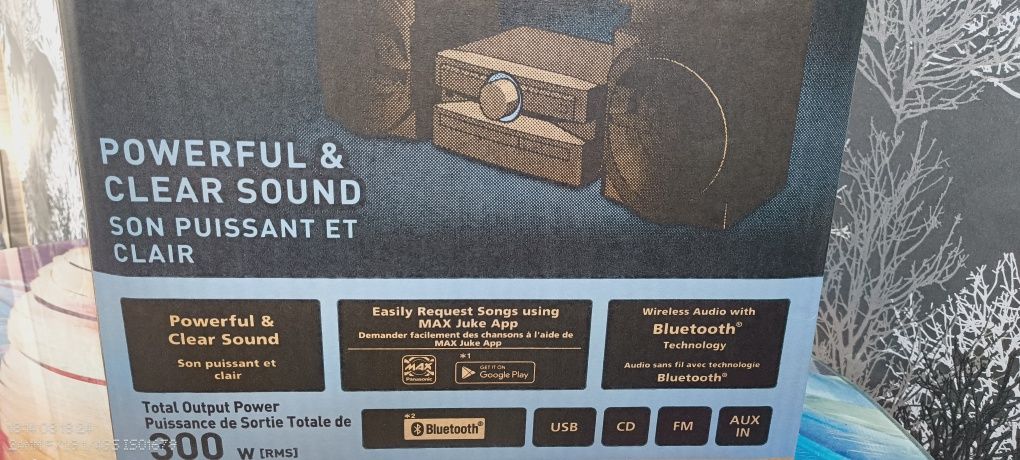 POWERFUL &
CLEAR SOUND
SON PUISSANT ET
CLAIR
Powerful &
Clear Sound
Son puissant et
clair
Easily Request Songs using
MAX Juke App
Demander facilement des chansons à l'aide de
MAX Juke App
MAX
Panasonic
*1
GET IT ON
Google Play
Wireless Audio with
Bluetooth®
Technology
Audio sans fil avec technologie
Bluetooth®
Total Output Power
Puissance de Sortie Totale de
300 W [RMS]
*2
Bluetooth®
USB
CD
FM
AUX
IN